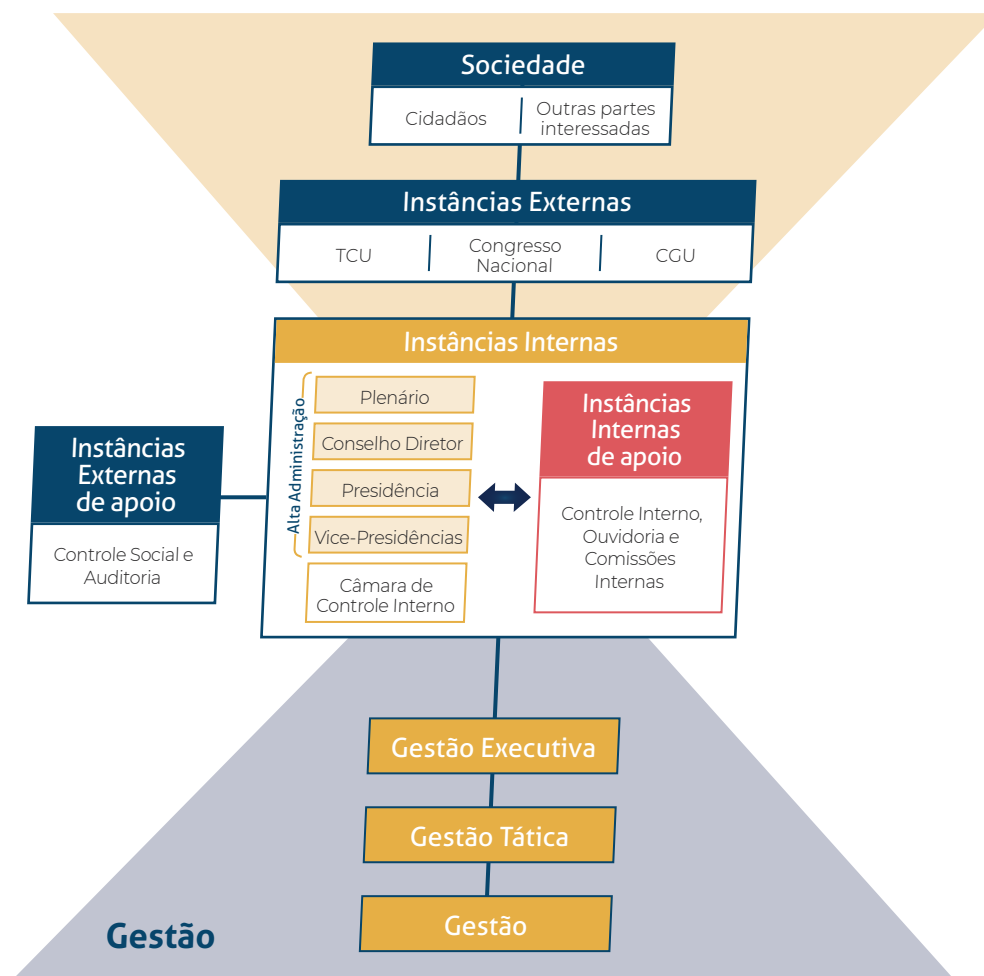 Sociedade
Cidadãos
Outras partes
interessadas
Instâncias Externas
TCU
Congresso
Nacional
CGU
Instâncias Internas
Alta Administração
Plenário
Conselho Diretor
Presidência
Vice-Presidências
Câmara de
Controle Interno
Instâncias
Internas
de apoio
Controle Interno,
Ouvidoria e
Comissões
Internas
Instâncias
Externas
de apoio
Controle Social e
Auditoria
Gestão Executiva
Gestão Tática
Gestão
Gestão